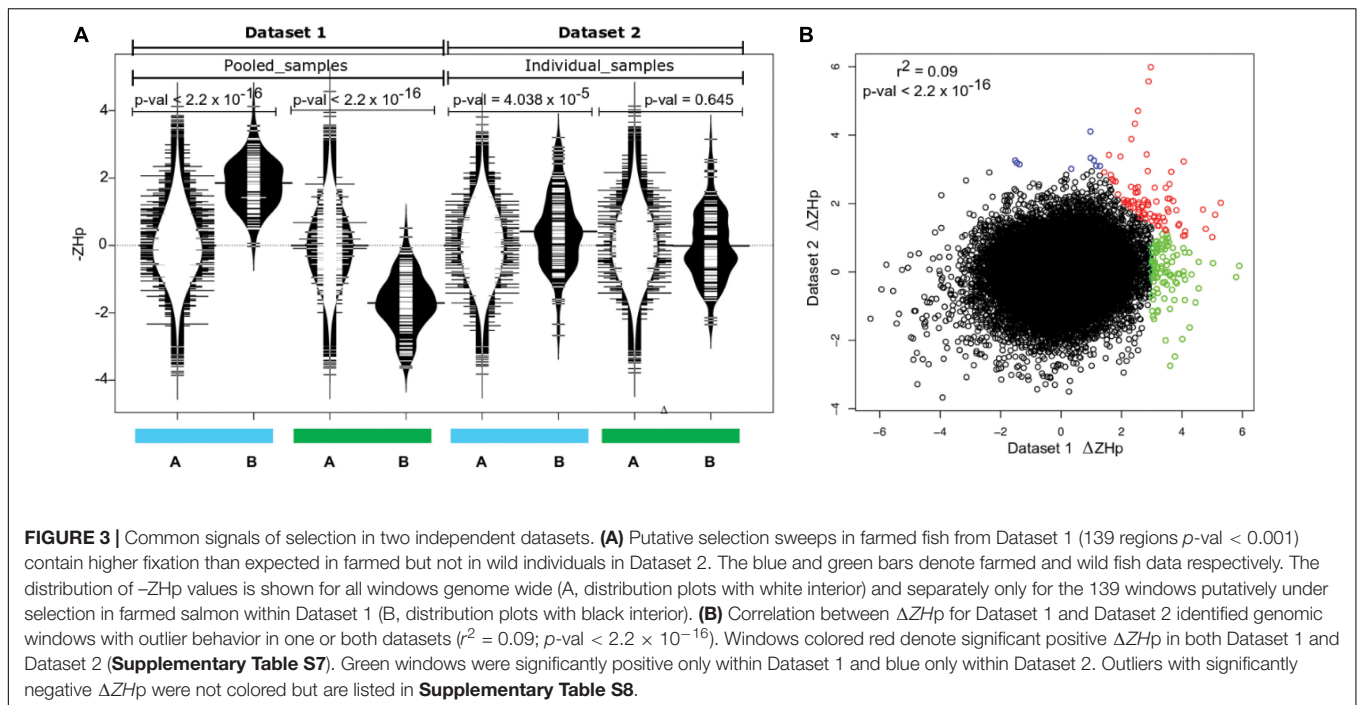 A
Dataset 1
Dataset 2
Pooled_samples
Individual_samples
p-val < 2.2 x 10-16
p-val < 2.2 x 10-16
p-val = 4.038 x 10-5
p-val = 0.645
-ZHp
4
2
0
-2
-4
Δ
A B A B A B A B
B
r2 = 0.09
p-val < 2.2 x 10-16
Dataset 2 ΔZHp
6
4
2
0
-2
-4
-6 -4 -2 0 2 4 6
Dataset 1 ΔZHp
FIGURE 3 | Common signals of selection in two independent datasets. (A) Putative selection sweeps in farmed fish from Dataset 1 (139 regions p-val < 0.001)
contain higher fixation than expected in farmed but not in wild individuals in Dataset 2. The blue and green bars denote farmed and wild fish data respectively. The
distribution of –ZHp values is shown for all windows genome wide (A, distribution plots with white interior) and separately only for the 139 windows putatively under
selection in farmed salmon within Dataset 1 (B, distribution plots with black interior). (B) Correlation between ΔZHp for Dataset 1 and Dataset 2 identified genomic
windows with outlier behavior in one or both datasets (r2 = 0.09; p-val < 2.2 × 10−16). Windows colored red denote significant positive ΔZHp in both Dataset 1 and
Dataset 2 (Supplementary Table S7). Green windows were significantly positive only within Dataset 1 and blue only within Dataset 2. Outliers with significantly
negative ΔZHp were not colored but are listed in Supplementary Table S8.